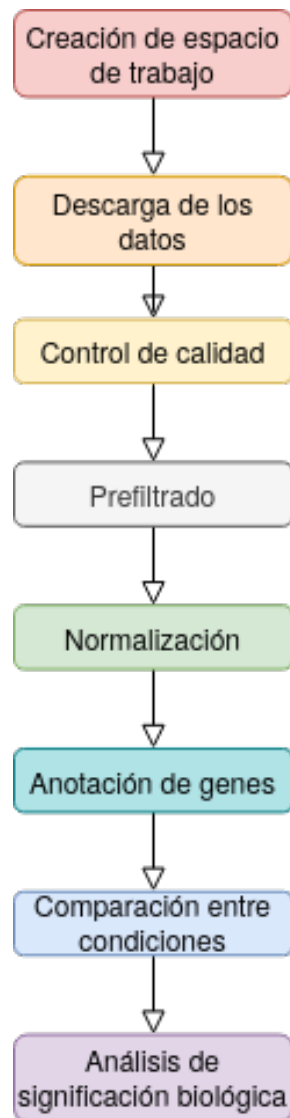 Creación de espacio
de trabajo
Descarga de los
datos
Control de calidad
Prefiltrado
Normalización
Anotación de genes
Comparación entre
condiciones
Análisis de
significación biológica